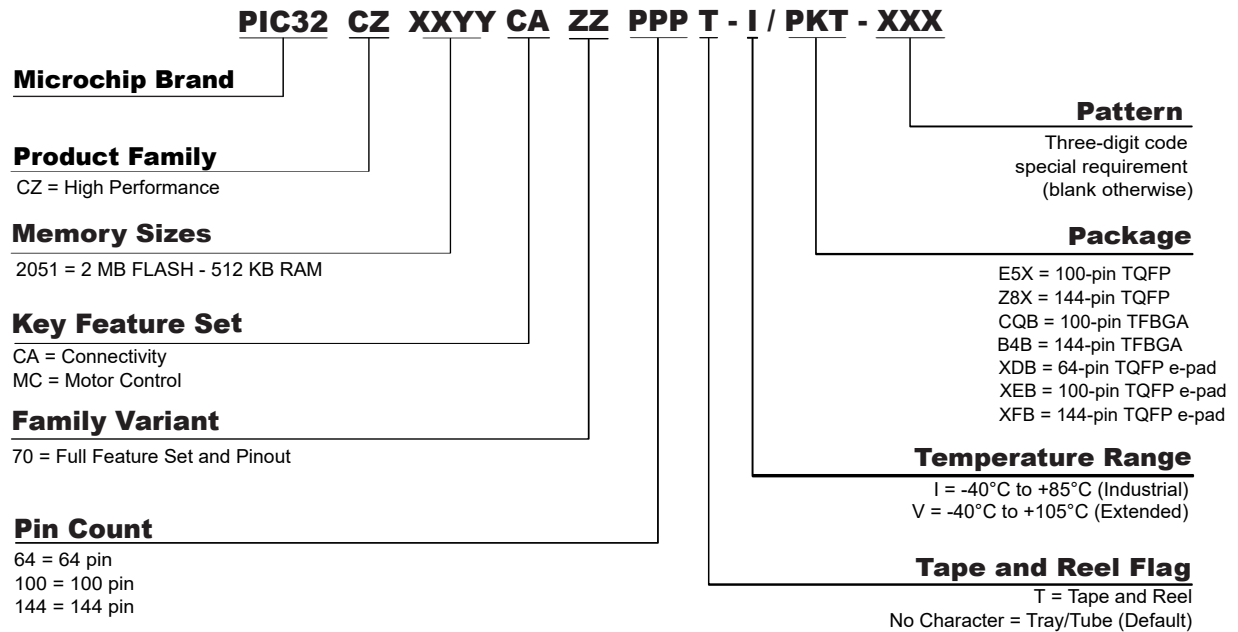 PIC32 CZ XXYY CA ZZ PPP T - I / PKT - XXX
Microchip Brand
Product Family
CZ = High Performance
Memory Sizes
2051 = 2 MB FLASH - 512 KB RAM
Key Feature Set
CA = Connectivity
MC = Motor Control
Family Variant
70 = Full Feature Set and Pinout
Pin Count
64 = 64 pin
100 = 100 pin
144 = 144 pin
Pattern
Three-digit code
special requirement
(blank otherwise)
Package
E5X = 100-pin TQFP
Z8X = 144-pin TQFP
CQB = 100-pin TFBGA
B4B = 144-pin TFBGA
XDB = 64-pin TQFP e-pad
XEB = 100-pin TQFP e-pad
XFB = 144-pin TQFP e-pad
Temperature Range
I = -40°C to +85°C (Industrial)
V = -40°C to +105°C (Extended)
Tape and Reel Flag
T = Tape and Reel
No Character = Tray/Tube (Default)